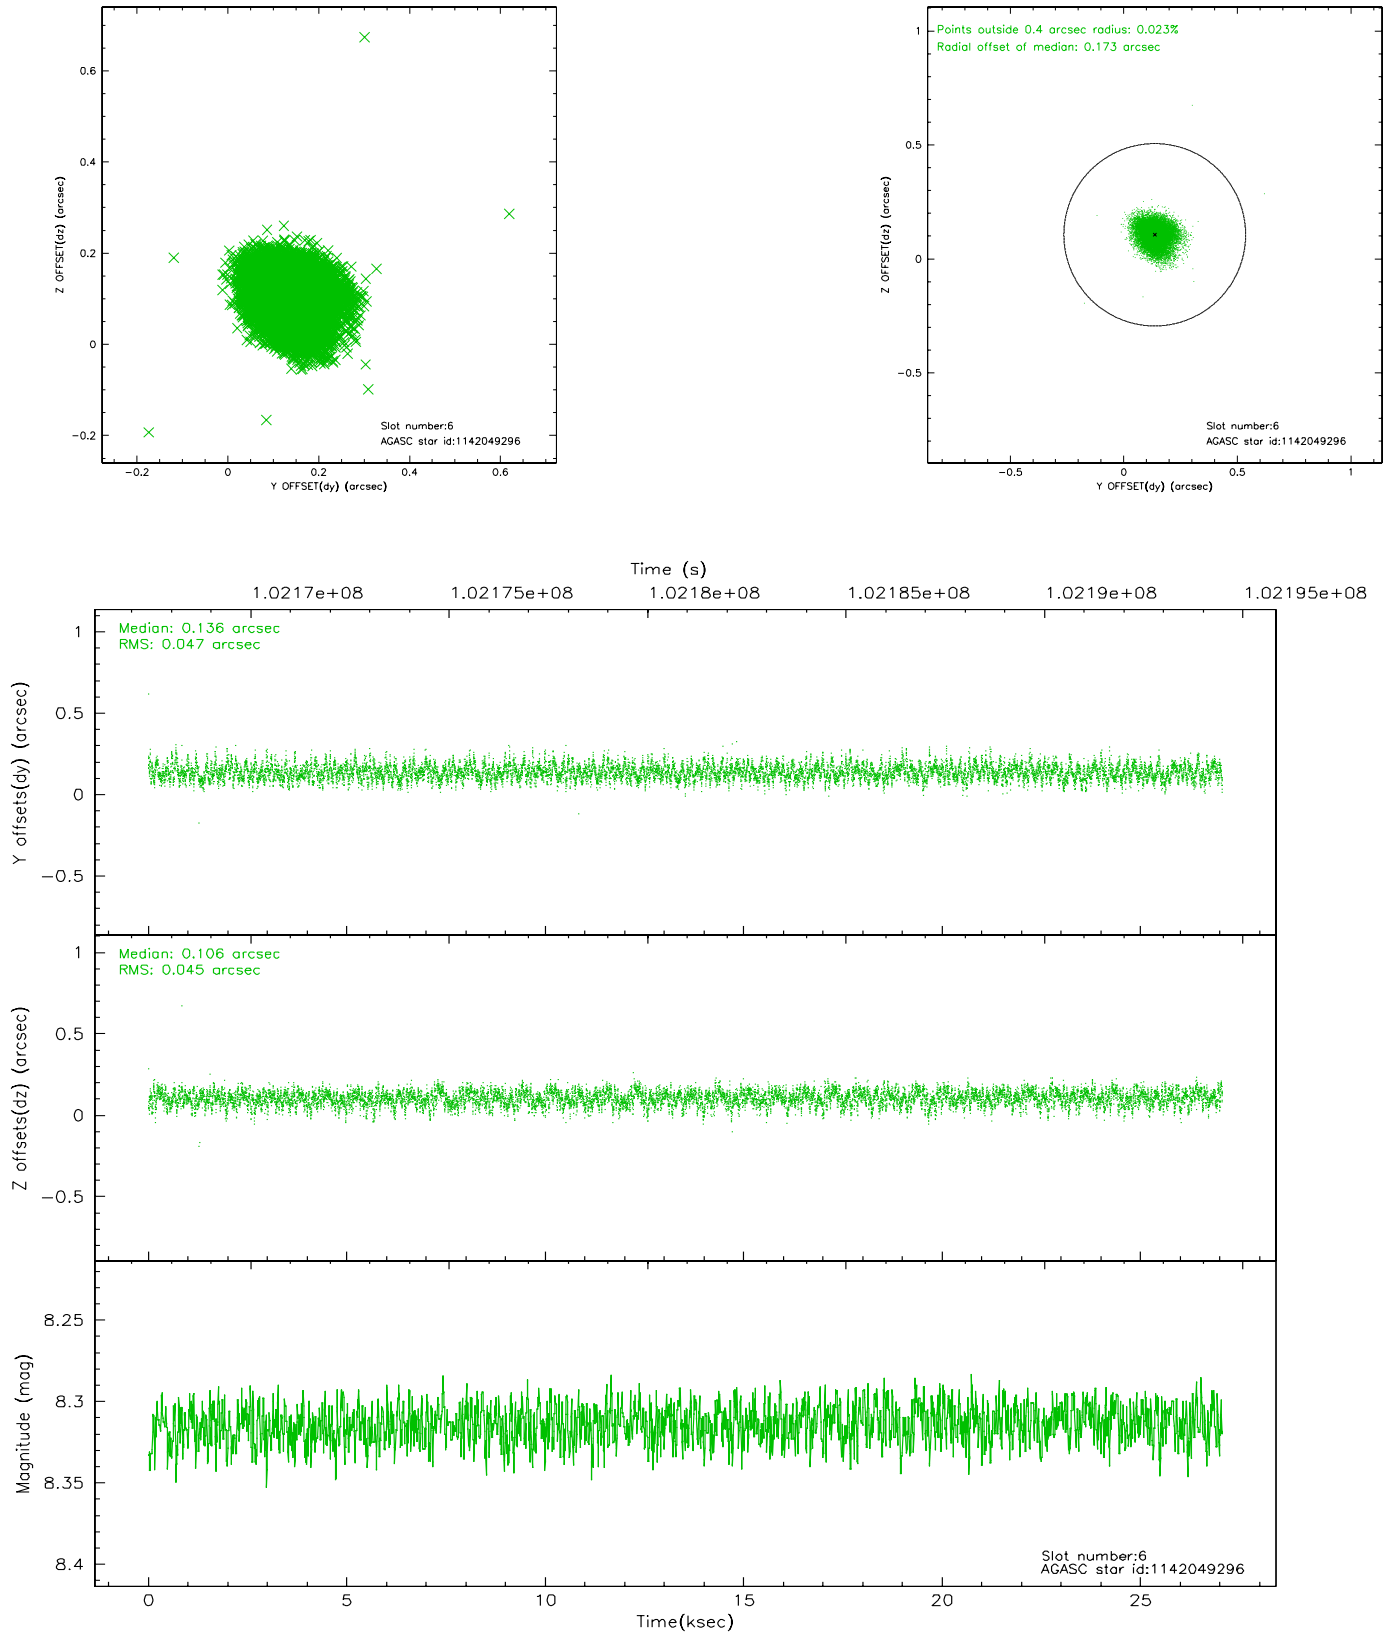 0.6
0.4
0.2
0
−0.2
Z OFFSET(dz) (arcsec)
Slot number:6
AGASC star id:1142049296
−0.2 0 0.2 0.4 0.6
Y OFFSET(dy) (arcsec)
Points outside 0.4 arcsec radius: 0.023%
Radial offset of median: 0.173 arcsec
1
0.5
0
−0.5
Z OFFSET(dz) (arcsec)
Slot number:6
AGASC star id:1142049296
−0.5 0 0.5 1
Y OFFSET(dy) (arcsec)
Time (s)
1.0217e+08 1.02175e+08 1.0218e+08 1.02185e+08 1.0219e+08 1.02195e+08
Median: 0.136 arcsec
RMS: 0.047 arcsec
1
0.5
0
−0.5
Y offsets(dy) (arcsec)
Median: 0.106 arcsec
RMS: 0.045 arcsec
1
0.5
0
−0.5
Z offsets(dz) (arcsec)
8.25
8.3
8.35
8.4
Magnitude (mag)
Slot number:6
AGASC star id:1142049296
0 5 10 15 20 25
Time(ksec)